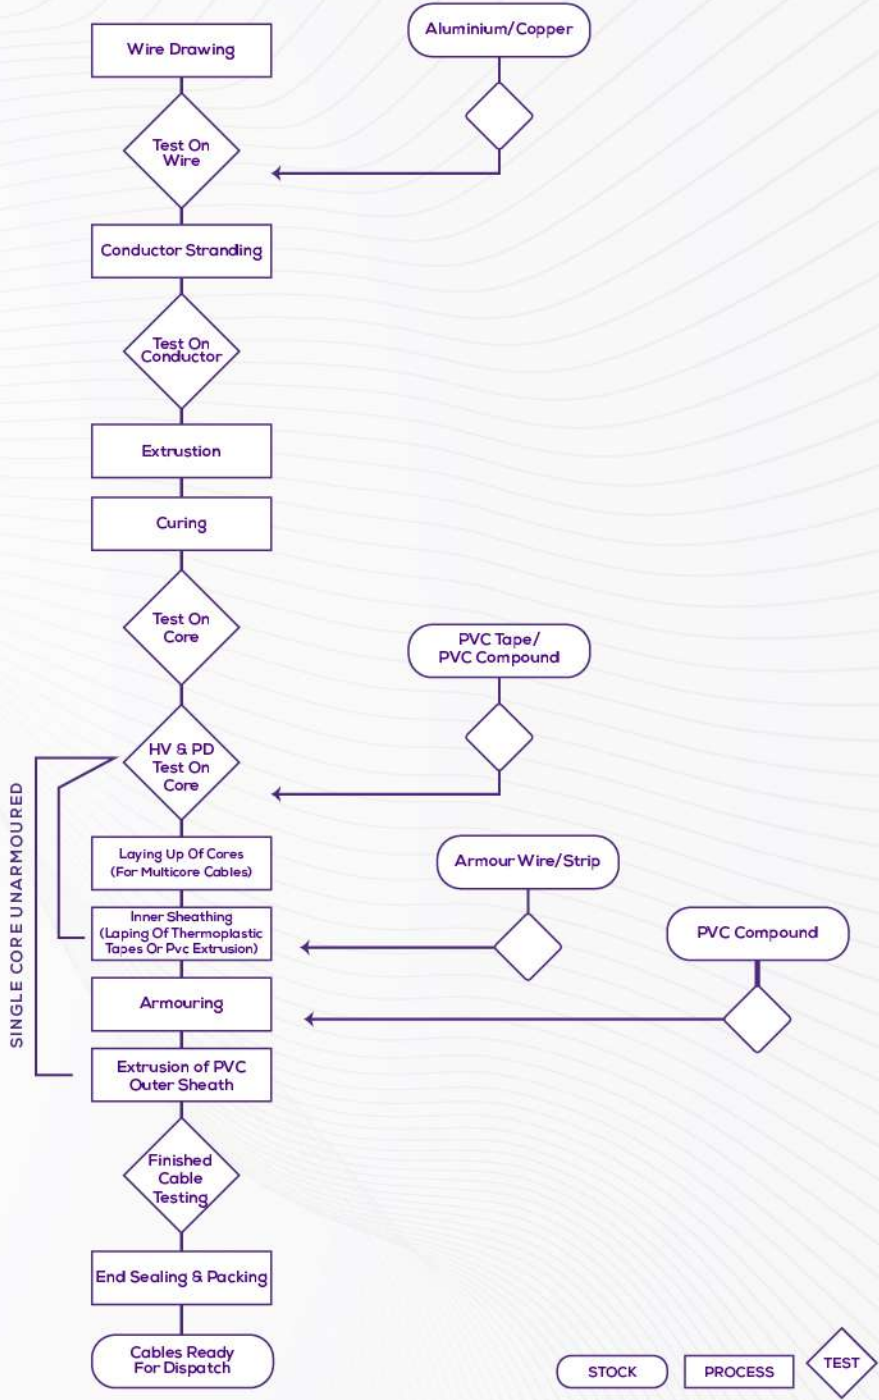 Aluminium/Copper
Wire Drawing
Test On
Wire
Conductor Stranding
Test On
Conductor
Extrustion
Curing
Test On
Core
PVC Tape/
PVC Compound
HV & PD
Test On
Core
SINGLE CORE UNARMOURED
Laying Up Of Cores
(For Multicore Cables)
Armour Wire/Strip
Inner Sheathing
(Laping Of Thermoplastic
Tapes Or Pvc Extrusion)
PVC Compound
Armouring
Extrusion of PVC
Outer Sheath
Finished
Cable
Testing
End Sealing & Packing
Cables Ready
For Dispatch
STOCK
PROCESS
TEST